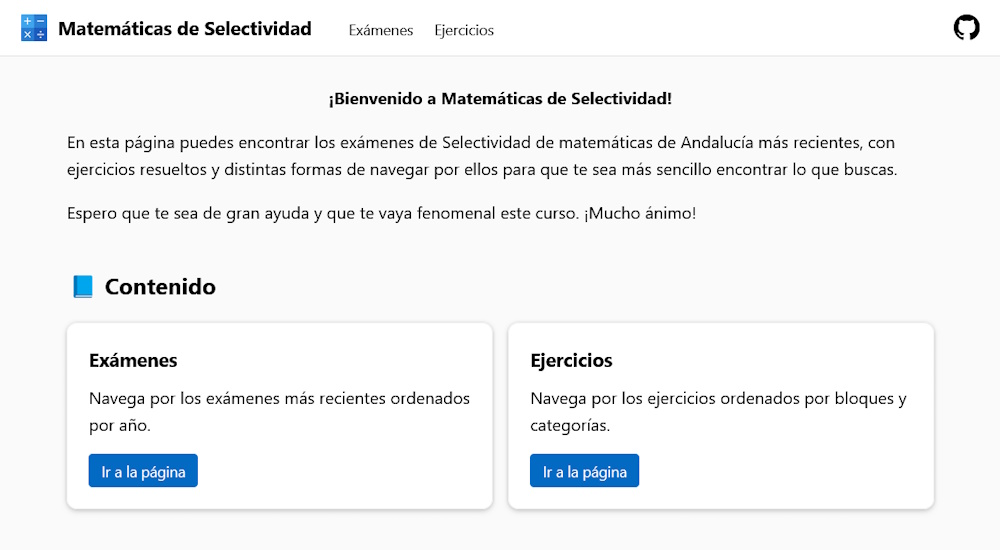 Matemáticas de Selectividad Exámenes Ejercicios
¡Bienvenido a Matemáticas de Selectividad!
En esta página puedes encontrar los exámenes de Selectividad de matemáticas de Andalucía más recientes, con
ejercicios resueltos y distintas formas de navegar por ellos para que te sea más sencillo encontrar lo que buscas.
Espero que te sea de gran ayuda y que te vaya fenomenal este curso. ¡Mucho ánimo!
Contenido
Exámenes
Navega por los exámenes más recientes ordenados
por año.
Ir a la página
Ejercicios
Navega por los ejercicios ordenados por bloques y
categorías.
Ir a la página